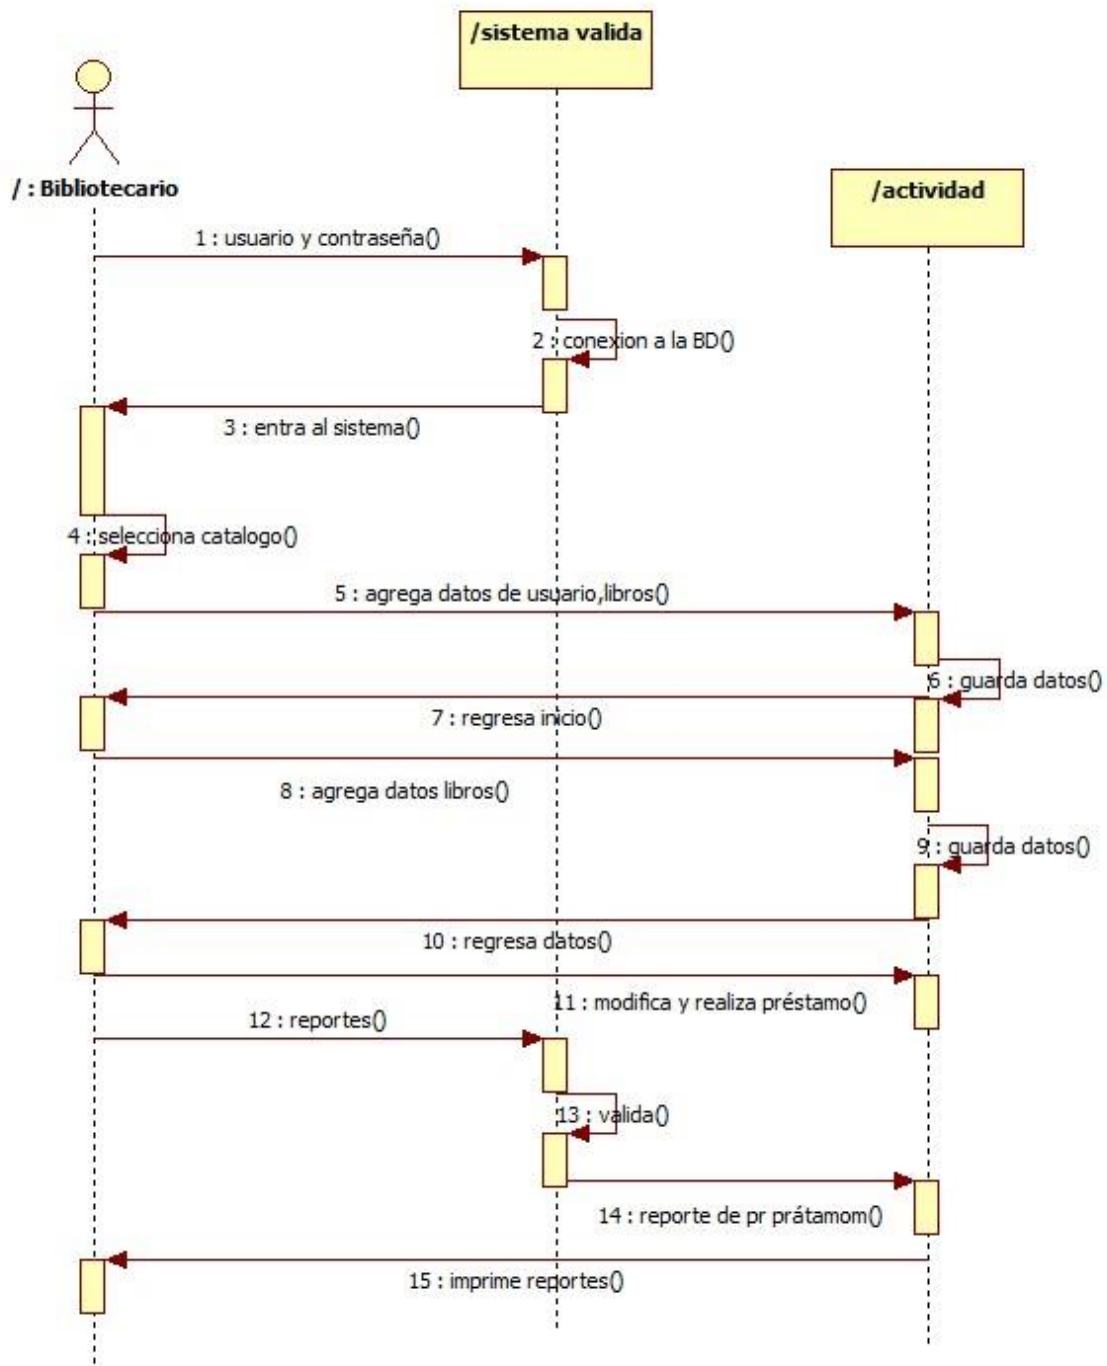 /sistema valida
/ : Bibliotecario
/actividad
1 : usuario y contraseña()
2 : conexion a la BD()
3 : entra al sistema()
4 : selecciona catalogo()
5 : agrega datos de usuario,libros()
6 : guarda datos()
7 : regresa inicio()
8 : agrega datos libros()
9 : guarda datos()
10 : regresa datos()
11 : modifica y realiza préstamo()
12 : reportes()
13 : valida()
14 : reporte de pr prátamom()
15 : imprime reportes()